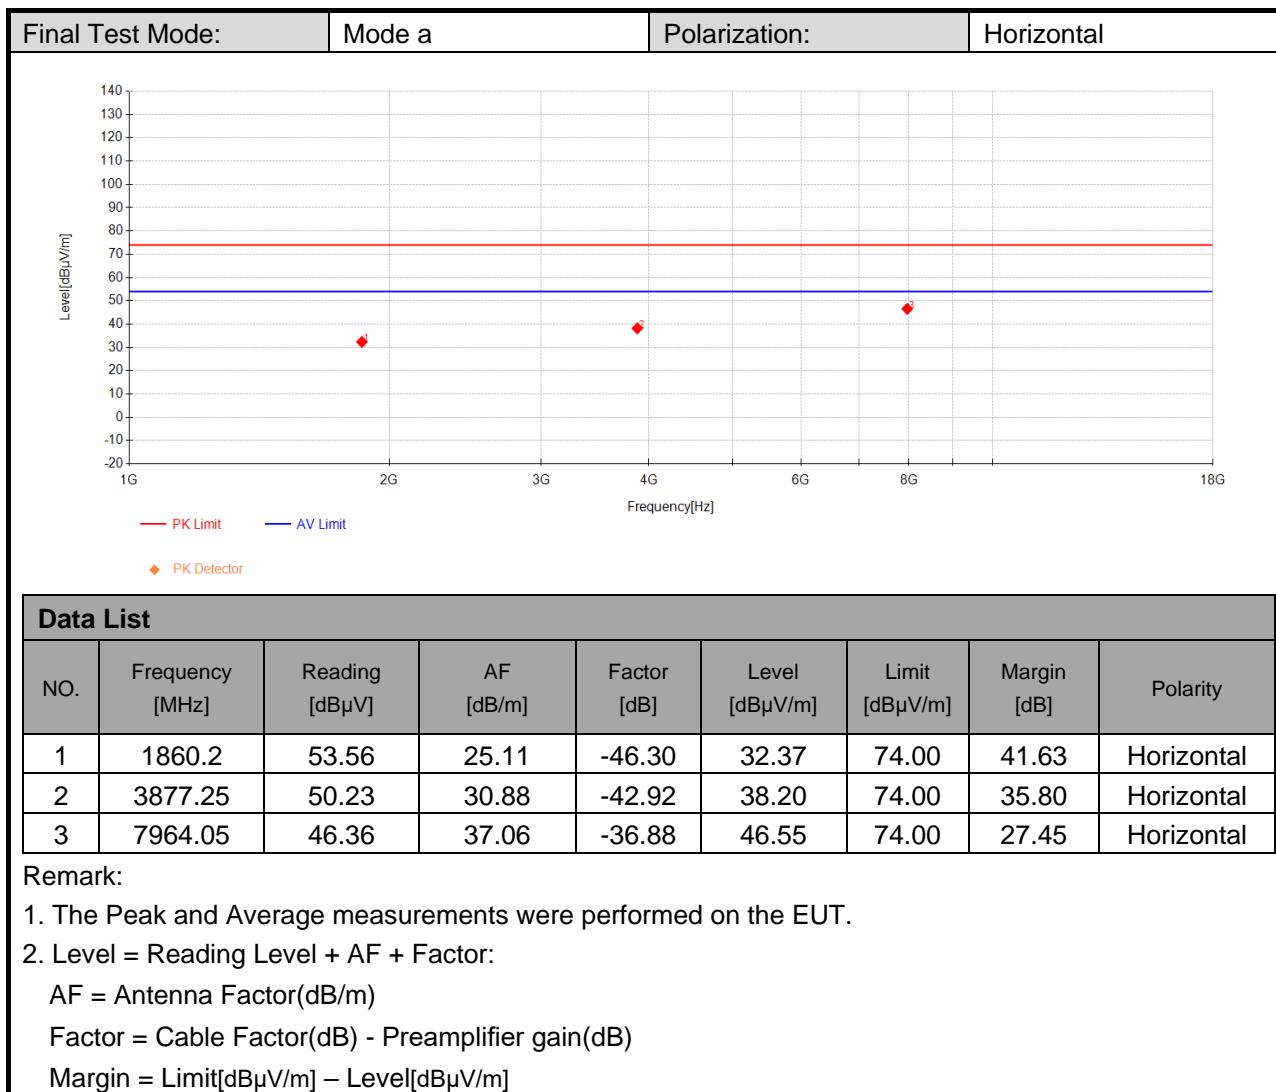 Final Test Mode: Mode a Polarization: Horizontal
140
130
120
110
100
90
80
70
60
50
40
30
20
10
0
-10
-20
Level[dBµV/m]
1
2
3
1G 2G 3G 4G 6G 8G 18G
Frequency[Hz]
PK Limit AV Limit
PK Detector
Data List
NO. Frequency [MHz] Reading [dBµV] AF [dB/m] Factor [dB] Level [dBµV/m] Limit [dBµV/m] Margin [dB] Polarity
1 1860.2 53.56 25.11 -46.30 32.37 74.00 41.63 Horizontal
2 3877.25 50.23 30.88 -42.92 38.20 74.00 35.80 Horizontal
3 7964.05 46.36 37.06 -36.88 46.55 74.00 27.45 Horizontal
Remark:
1. The Peak and Average measurements were performed on the EUT.
2. Level = Reading Level + AF + Factor:
AF = Antenna Factor(dB/m)
Factor = Cable Factor(dB) - Preamplifier gain(dB)
Margin = Limit[dBµV/m] – Level[dBµV/m]